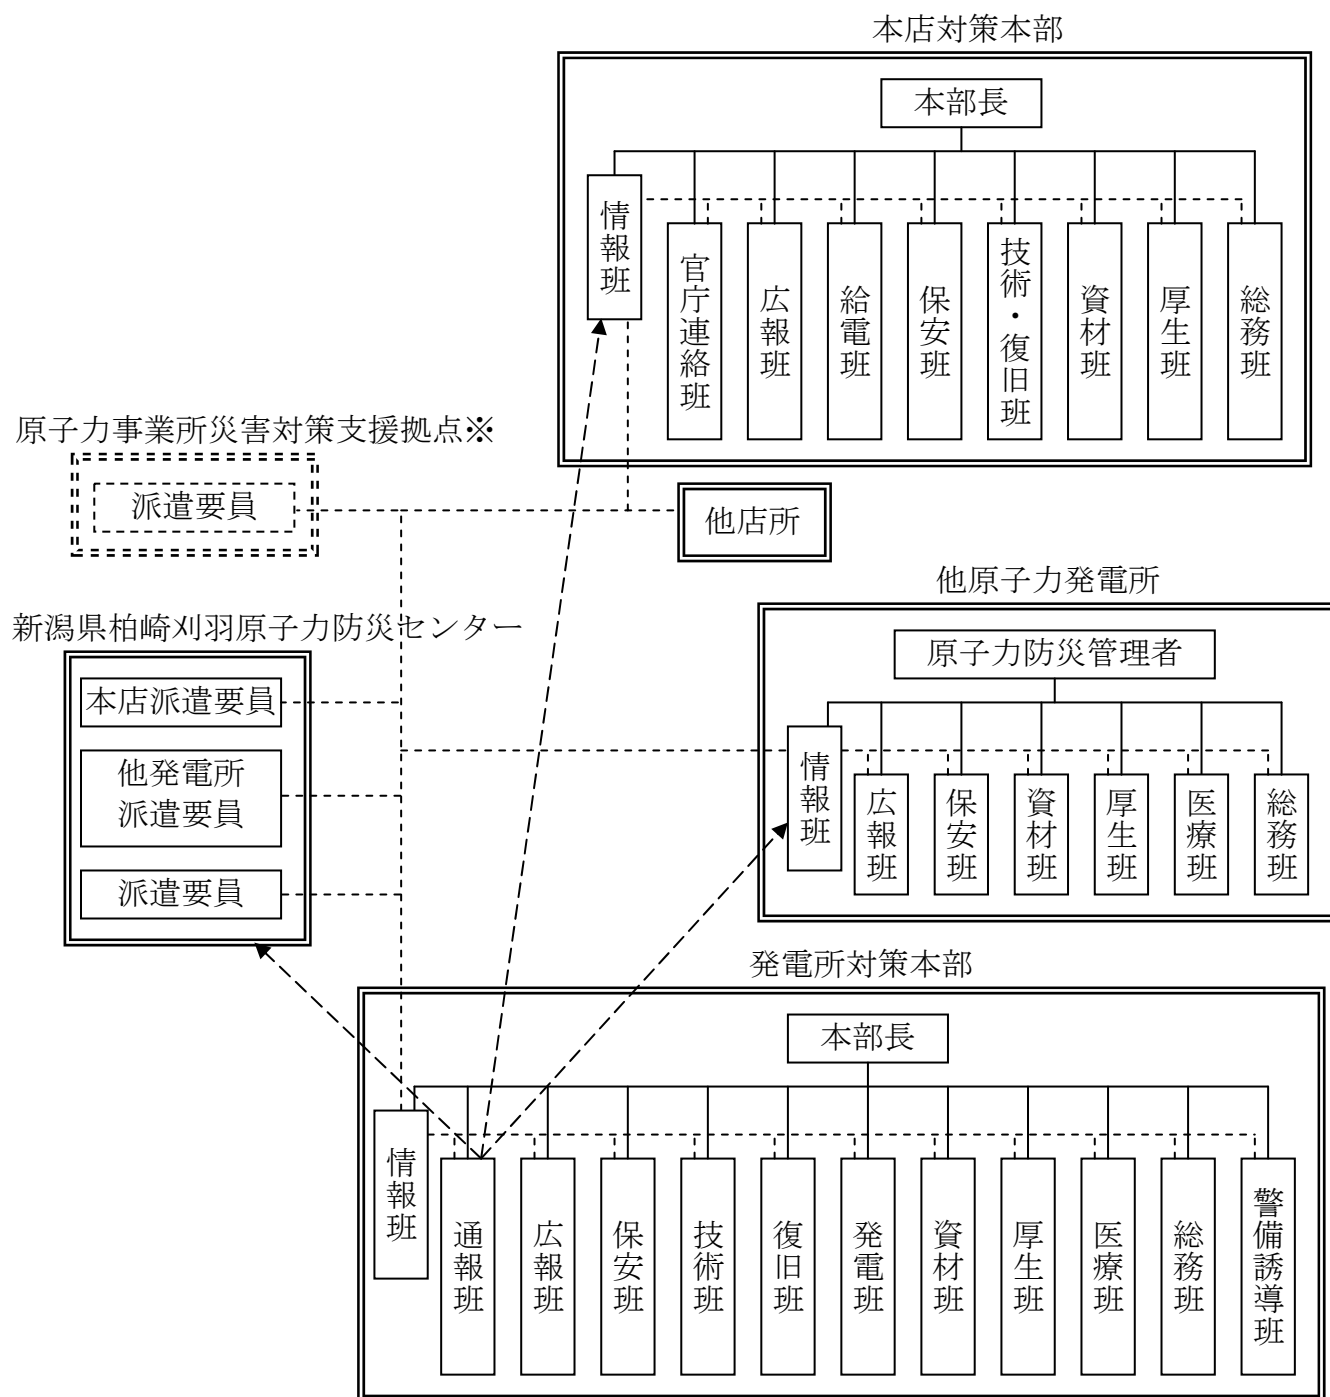 本店対策本部
本部長
情報班
官庁連絡班
広報班
給電班
保安班
技術・復旧班
資材班
厚生班
総務班
原子力事業所災害対策支援拠点※
派遣要員
他店所
他原子力発電所
原子力防災管理者
情報班
広報班
保安班
資材班
厚生班
医療班
総務班
新潟県柏崎刈羽原子力防災センター
本店派遣要員
他発電所
派遣要員
派遣要員
発電所対策本部
本部長
情報班
通報班
広報班
保安班
技術班
復旧班
発電班
資材班
厚生班
医療班
総務班
警備誘導班